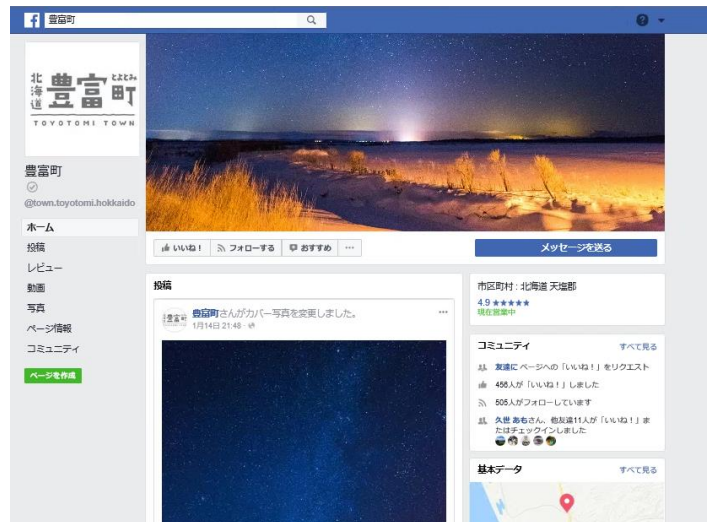 豊富町
北海道 豊富町 とよとみ
TOYOTOMI TOWN
豊富町
@town.toyotomi.hokkaido
ホーム
投稿
レビュー
動画
写真
ページ情報
コミュニティ
ページを作成
いいね！ フォローする おすすめ ...
メッセージを送る
投稿
豊富町さんがカバー写真を変更しました。
1月14日 21:48
市区町村：北海道 天塩郡
4.9 ★★★★★
現在営業中
コミュニティ すべて見る
友達に ページへの「いいね！」をリクエスト
456人が「いいね！」しました
505人がフォローしています
久世 あもさん、他友達11人が「いいね！」ま
たはチェックインしました
基本データ すべて見る